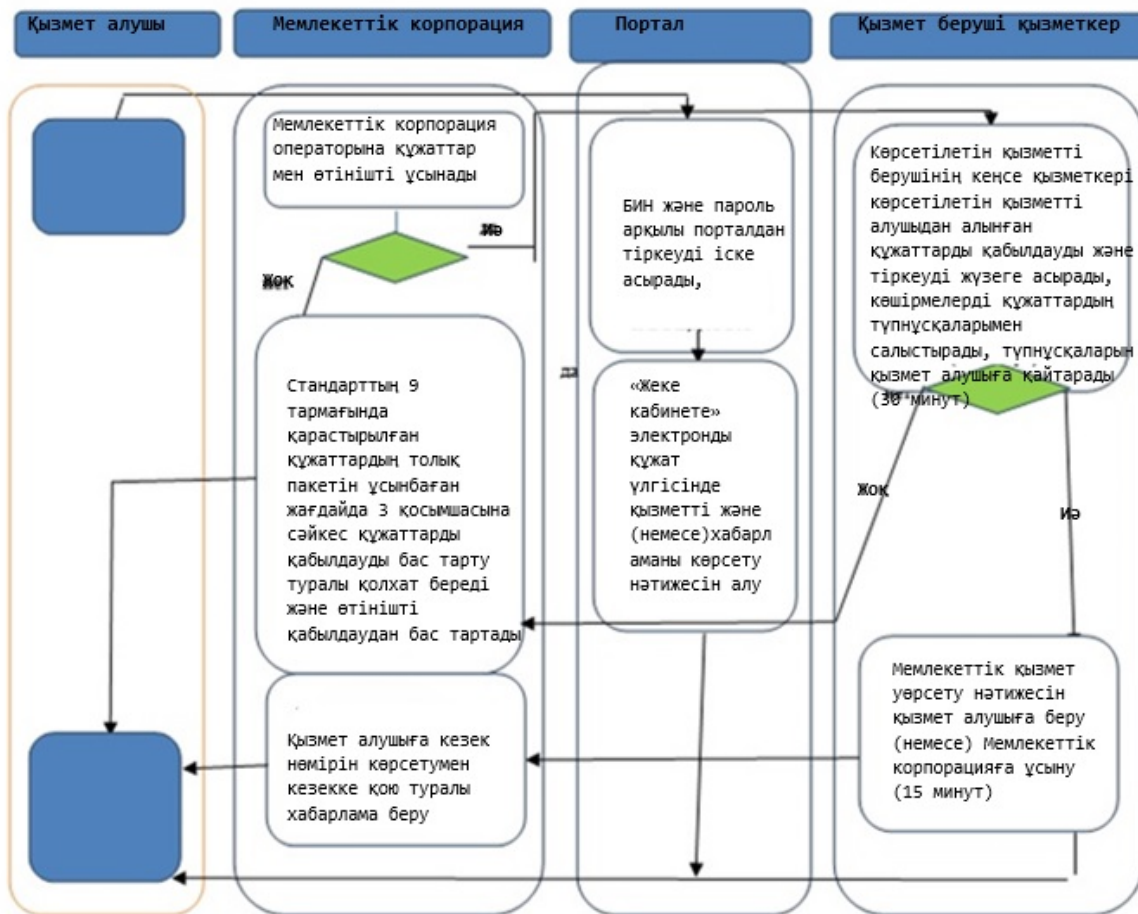 Қызмет алушы
Мемлекеттік корпорация
Портал
Қызмет беруші қызметкер
Мемлекеттік корпорация
операторына құжаттар
мен өтінішті ұсынады
Иә
Жоқ
Стандарттың 9
тармағында
қарастырылған
құжаттардың толық
пакетін ұсынбаған
жағдайда 3 қосымшасына
сәйкес құжаттарды
қабылдауды бас тарту
туралы қолхат береді
және өтінішті
қабылдаудан бас тартады
Қызмет алушыға кезек
нөмірін көрсетумен
кезекке қою туралы
хабарлама беру
БИН және пароль
арқылы порталдан
тіркеуді іске
асырады,
«Жеке
кабинете»
электронды
құжат
үлгісінде
қызметті және
(немесе)хабарл
аманы көрсету
нәтижесін алу
Көрсетілетін қызметті
берушінің кеңсе қызметкері
көрсетілетін қызметті
алушыдан алынған
құжаттарды қабылдауды және
тіркеуді жүзеге асырады,
көшірмелерді құжаттардың
түпнұсқаларымен
салыстырады, түпнұсқаларын
қызмет алушыға қайтарады
(30 минут)
Жоқ
Иә
Мемлекеттік қызмет
уөрсету нәтижесін
қызмет алушыға беру
(немесе) Мемлекеттік
корпорацияға ұсыну
(15 минут)